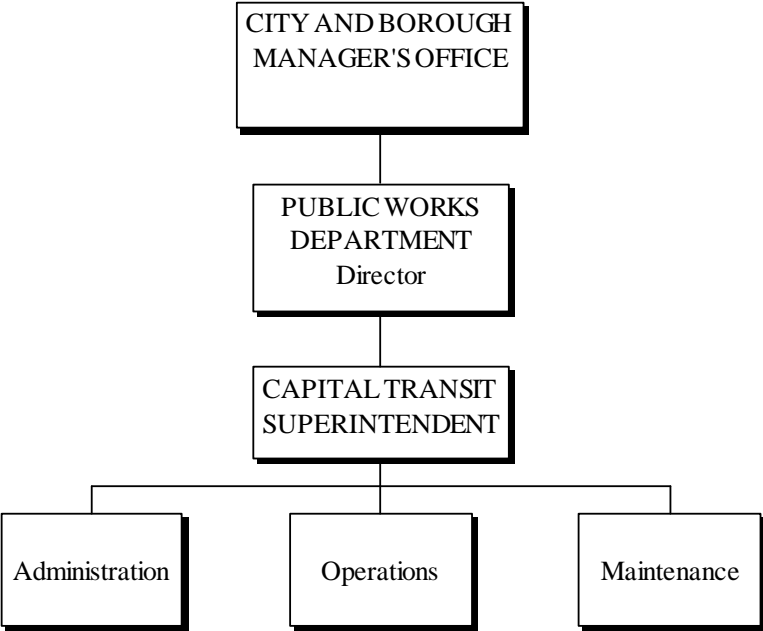 CITY AND BOROUGH
MANAGER'S OFFICE
PUBLIC WORKS
DEPARTMENT
Director
CAPITAL TRANSIT
SUPERINTENDENT
Administration
Operations
Maintenance